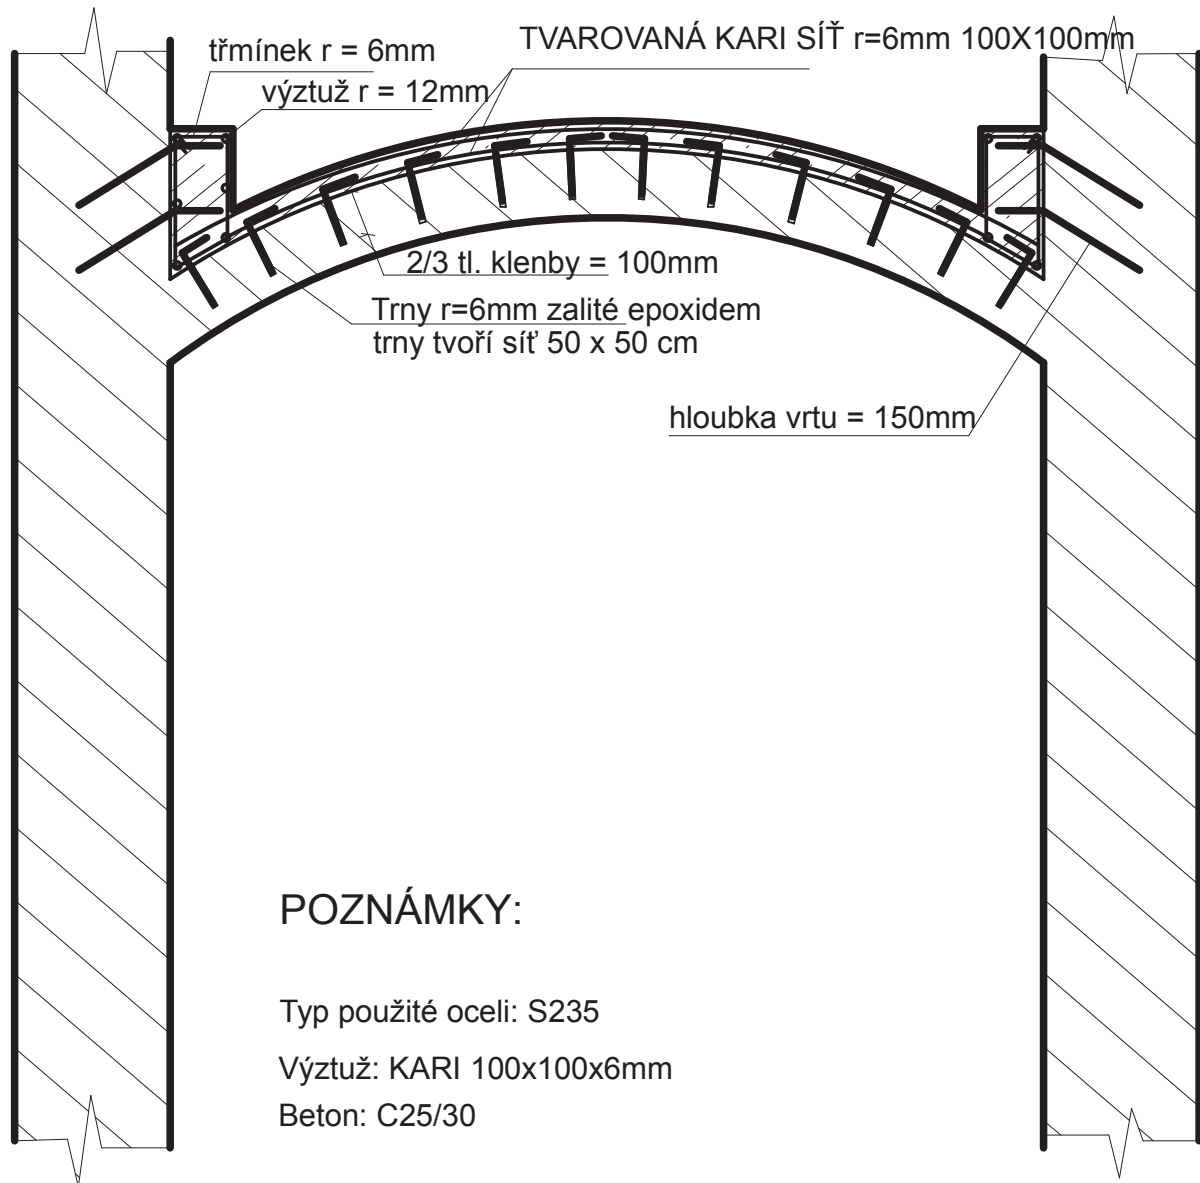 třmínek r = 6mm
TVAROVANÁ KARI SÍŤ r=6mm 100X100mm
výztuž r = 12mm
2/3 tl. klenby = 100mm
Trny r=6mm zalité epoxidem
trny tvoří síť 50 x 50 cm
hloubka vrtu = 150mm
POZNÁMKY:
Typ použité oceli: S235
Výztuž: KARI 100x100x6mm
Beton: C25/30